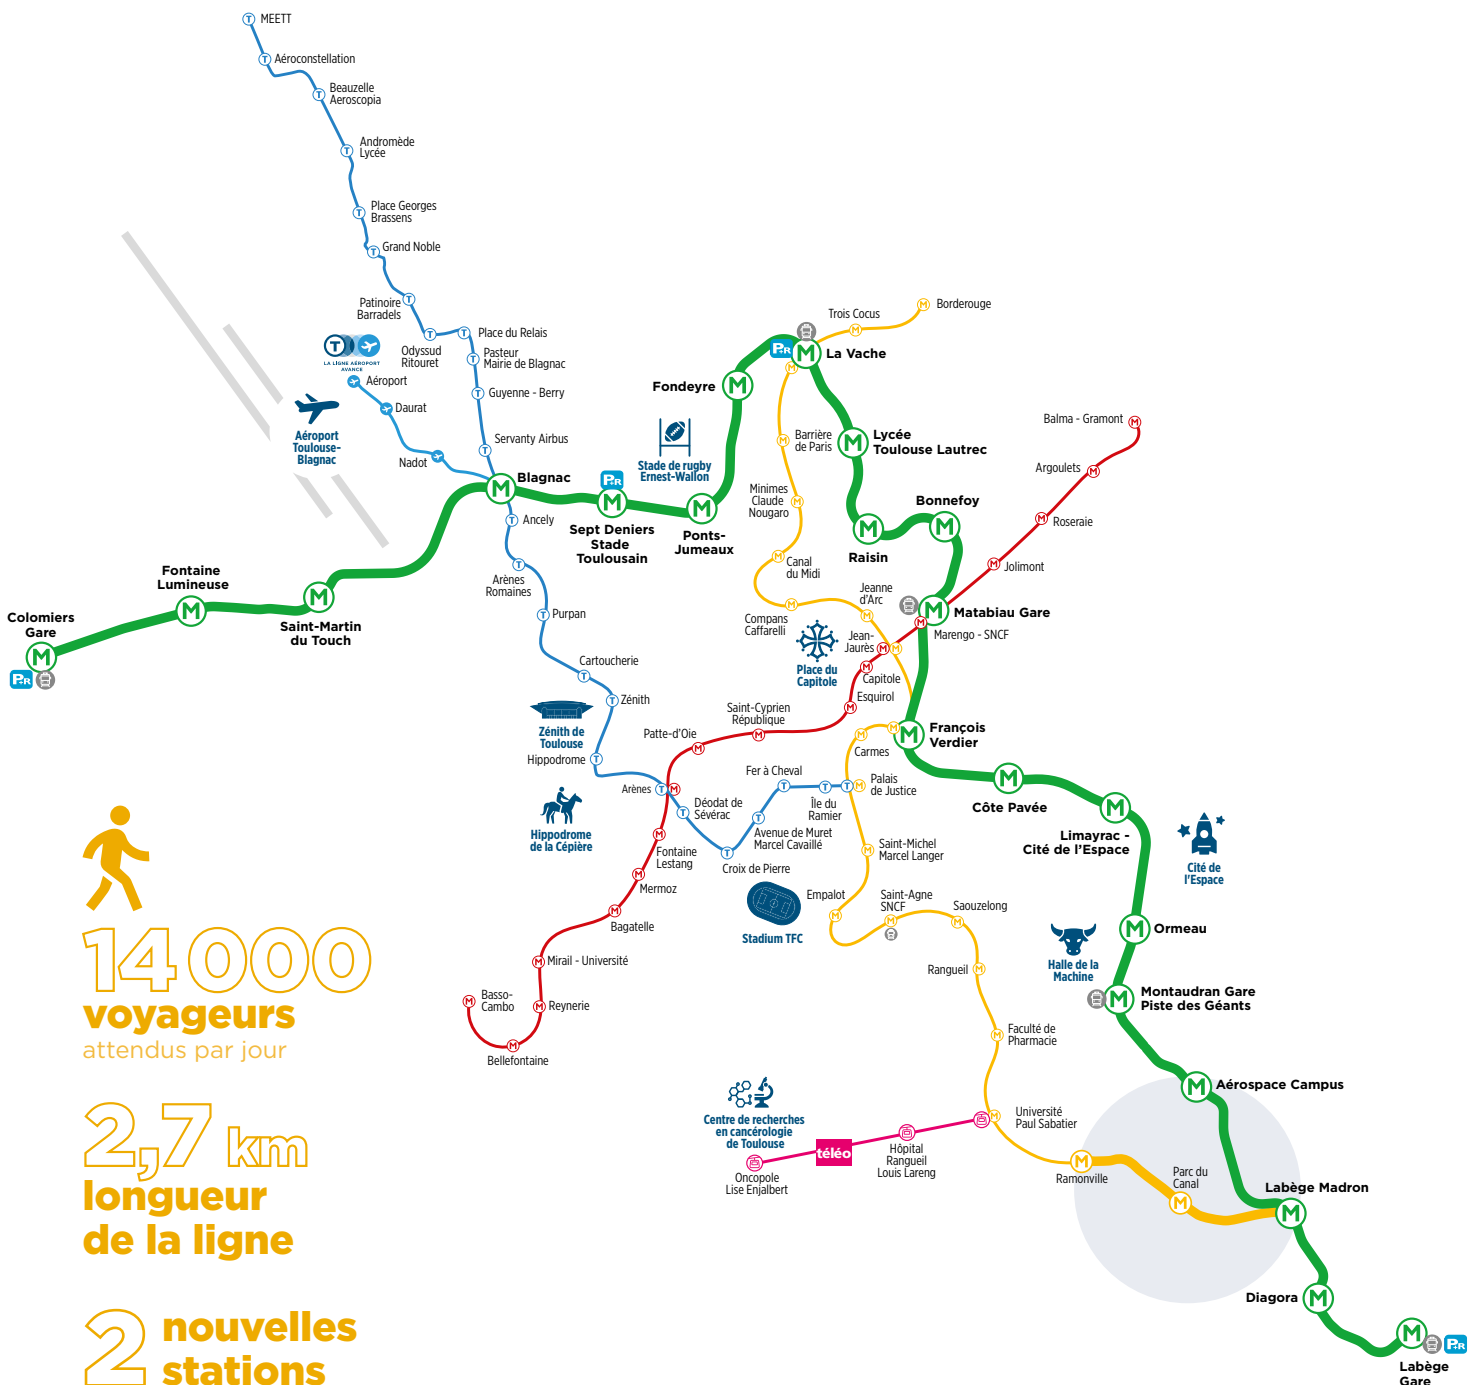 MEETT
Aéroconstellation
Beauzelle
Aeroscopia
Andromède
Lycée
Place Georges
Brassens
Grand Noble
Patinoire
Barradels
Odyssud
Ritouret
Place du Relais
Pasteur
Mairie de Blagnac
Guyenne - Berry
Servanty Airbus
T
LA LIGNE AÉROPORT
AVANCE
Aéroport
Daurat
Nadot
Aéroport
Toulouse-
Blagnac
Blagnac
Ancely
Arènes
Romaines
Purpan
Cartoucherie
Zénith
Zénith de
Toulouse
Hippodrome
Hippodrome
de la Cépière
Arènes
Déodat de
Sévérac
Croix de Pierre
Avenue de Muret
Marcel Cavaillé
Fer à Cheval
Île du
Ramier
Palais
de Justice
Colomiers
Gare
P+R
Fontaine
Lumineuse
Saint-Martin
du Touch
P+R
Sept Deniers
Stade
Toulousain
Stade de rugby
Ernest-Wallon
Ponts-
Jumeaux
Fondeyre
P+R
La Vache
Trois Cocus
Borderouge
Barrière
de Paris
Minimes
Claude
Nougaro
Canal
du Midi
Compans
Caffarelli
Jeanne
d'Arc
Jean-
Jaurès
Place du
Capitole
Capitole
Esquirol
Saint-Cyprien
République
Patte-d'Oie
Lycée
Toulouse Lautrec
Raisin
Bonnefoy
Balma - Gramont
Argoulets
Roseraie
Jolimont
Matabiau Gare
Marengo - SNCF
François
Verdier
Carmes
Côte Pavée
Limayrac -
Cité de l'Espace
Cité de
l'Espace
Ormeau
Halle de la
Machine
Montaudran Gare
Piste des Géants
Aérospace Campus
Labège Madron
Diagora
Labège
Gare
P+R
Fontaine
Lestang
Mermoz
Bagatelle
Mirail - Université
Reynerie
Bellefontaine
Basso-
Cambo
Saint-Michel
Marcel Langer
Empalot
Stadium TFC
Saint-Agne
SNCF
Saouzelong
Rangueil
Faculté de
Pharmacie
Université
Paul Sabatier
Ramonville
Parc du
Canal
Centre de recherches
en cancérologie
de Toulouse
téléo
Oncopole
Lise Enjalbert
Hôpital
Rangueil
Louis Lareng
14 000
voyageurs
attendus par jour
2,7 km
longueur
de la ligne
2 nouvelles
stations